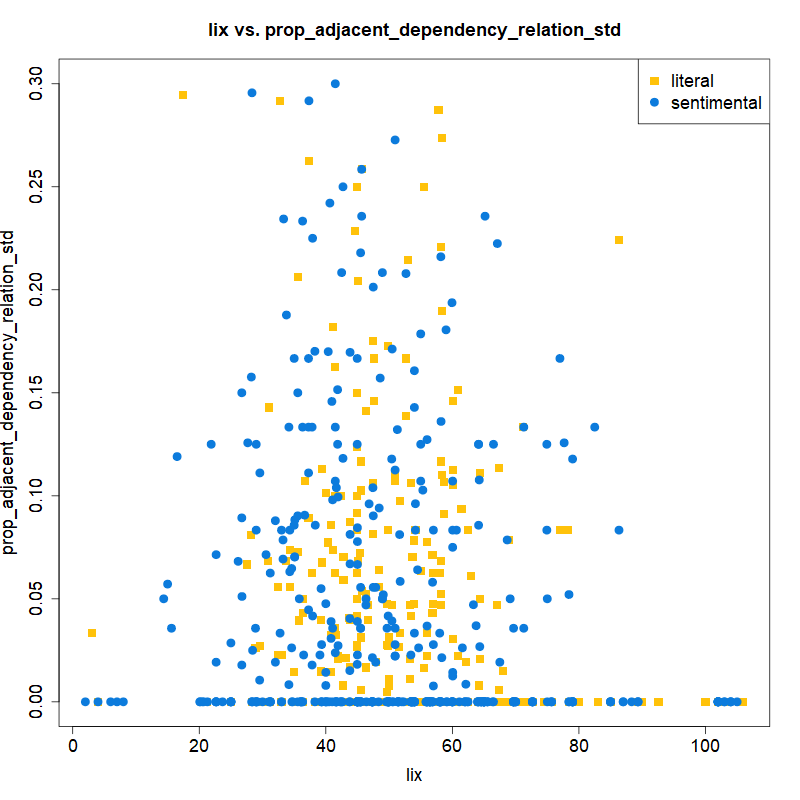 lix vs. prop_adjacent_dependency_relation_std
literal
sentimental
prop_adjacent_dependency_relation_std
0.30
0.25
0.20
0.15
0.10
0.05
0.00
0 20 40 60 80 100
lix